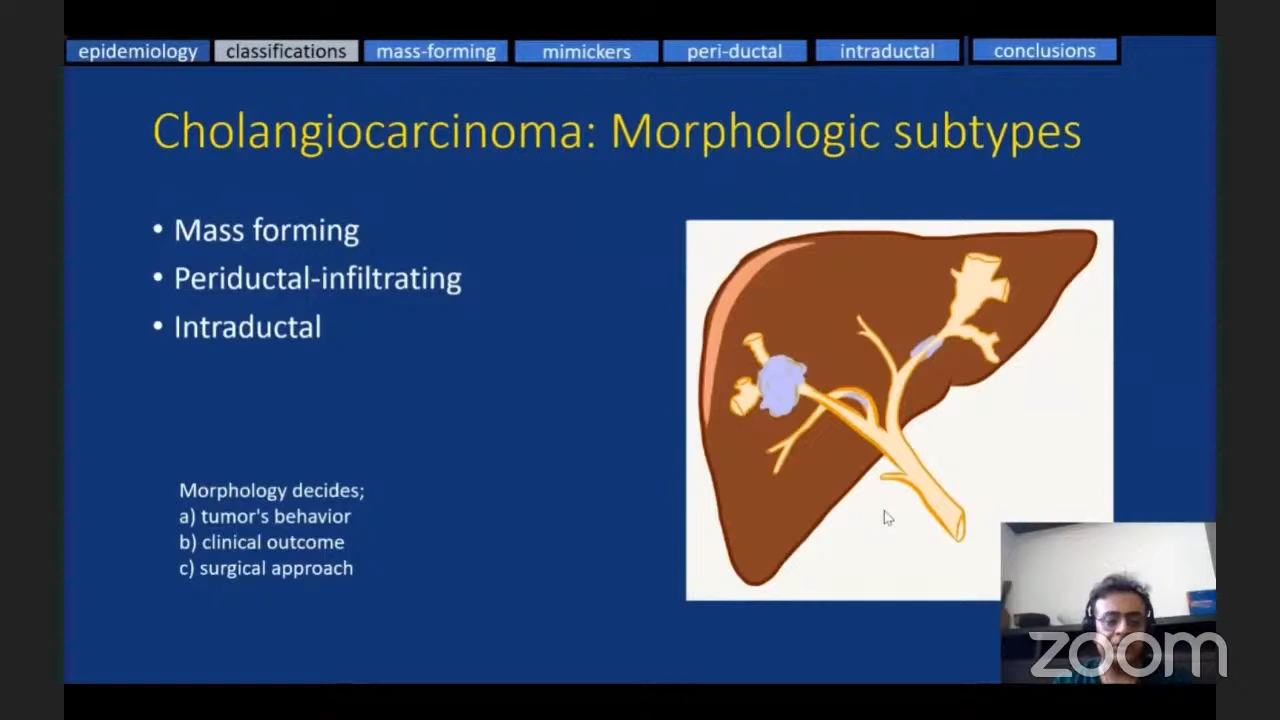 epidemiology
classifications
mass-forming
mimickers
peri-ductal
intraductal
conclusions
Cholangiocarcinoma: Morphologic subtypes
• Mass forming
• Periductal-infiltrating
• Intraductal
Morphology decides;
a) tumor's behavior
b) clinical outcome
c) surgical approach
zoom